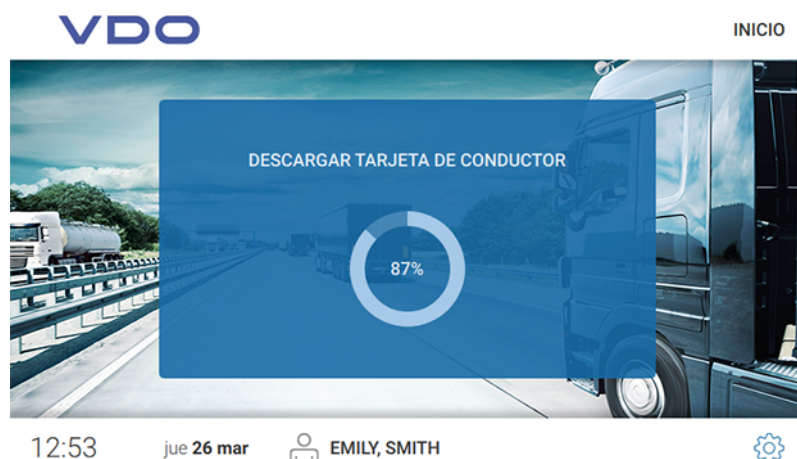 VDO
INICIO
DESCARGAR TARJETA DE CONDUCTOR
87%
12:53
jue 26 mar
EMILY, SMITH